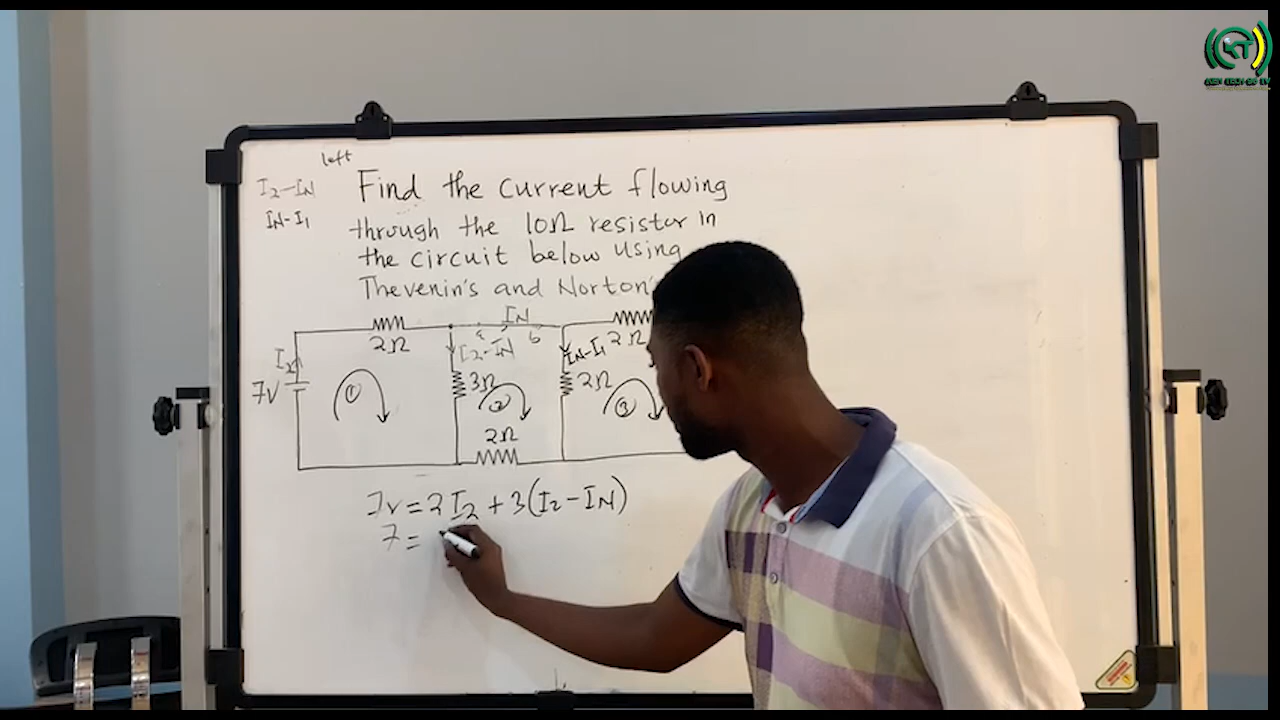 left
I2-IN
IN-I1
Find the current flowing
through the 10Ω resistor in
the circuit below using
Thevenin's and Norton's
IN
2Ω
2Ω
a
b
I2
I2-IN
IN-I1
7V
1
3Ω
2
2Ω
3
2Ω
7V = 2I2 + 3(I2 - IN)
7 =